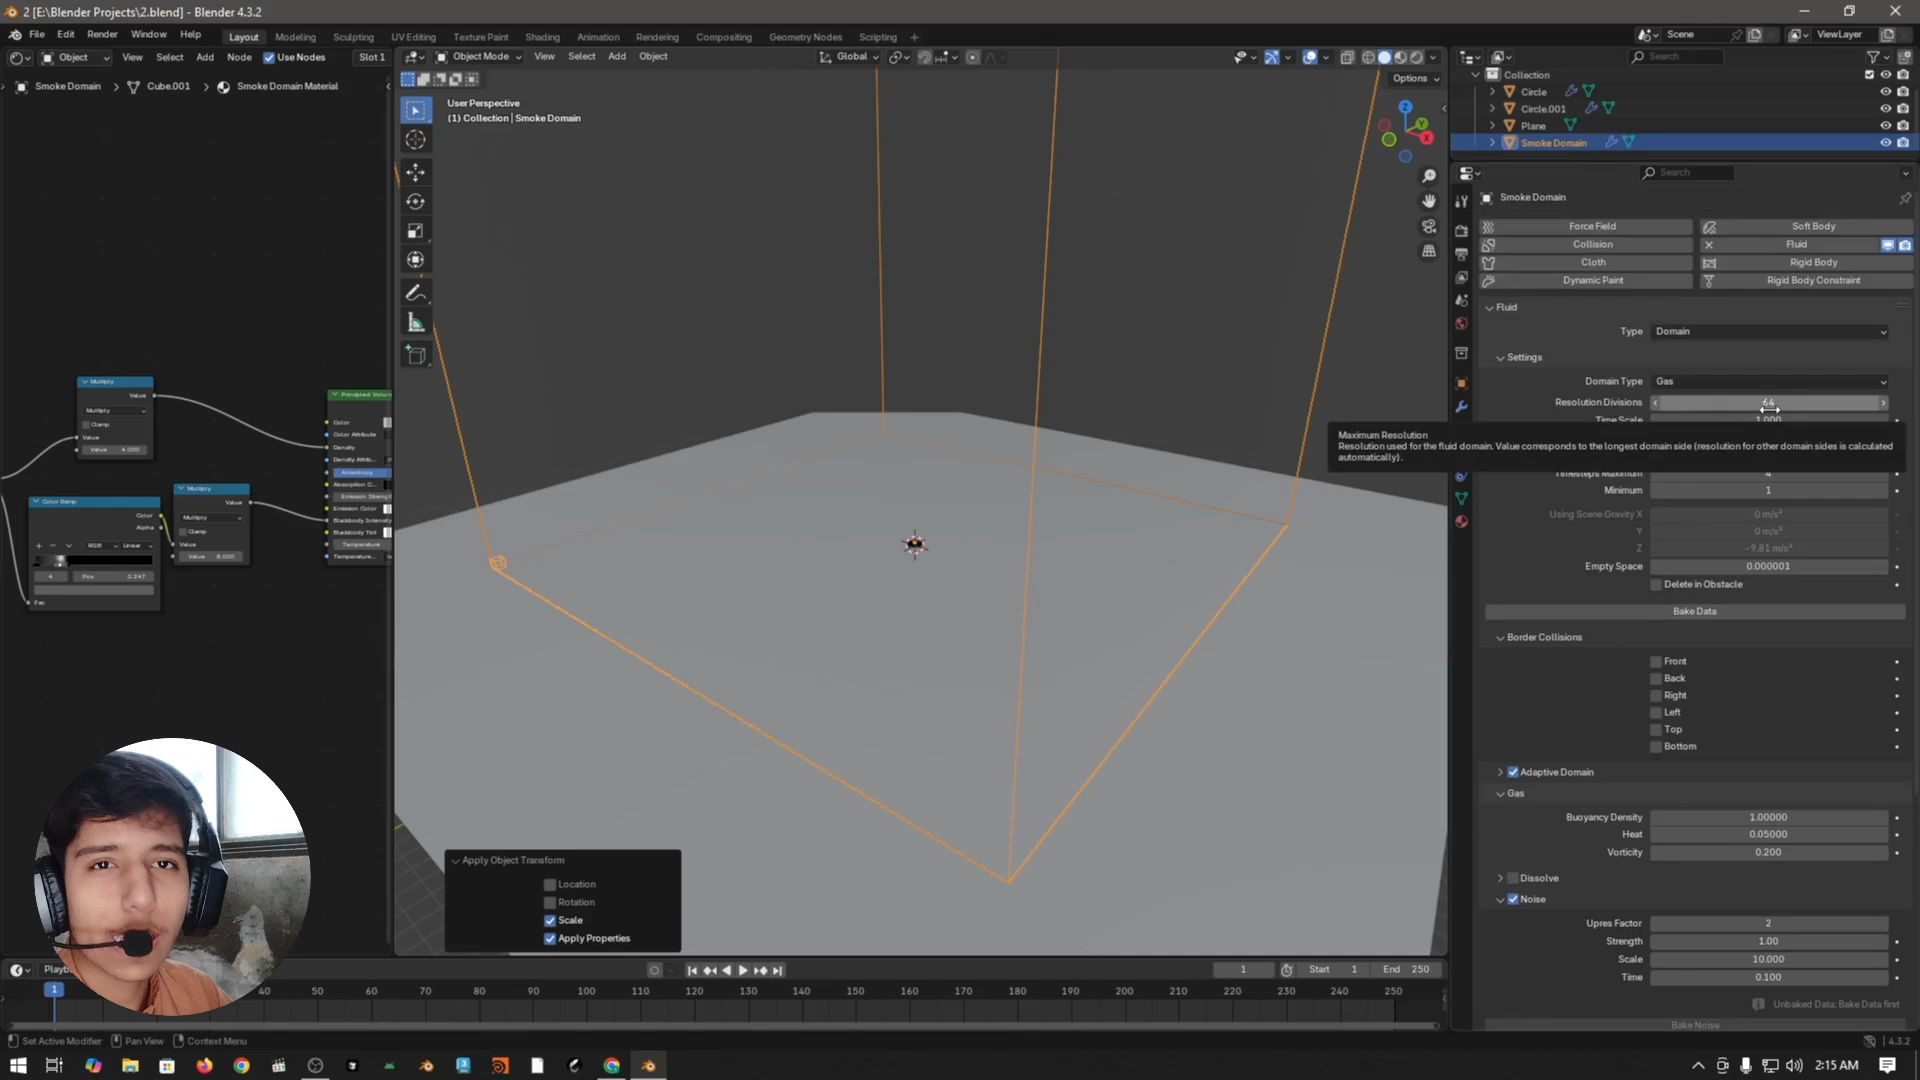 2 [E:\Blender Projects\2.blend] - Blender 4.3.2
File Edit Render Window Help
Layout Modeling Sculpting UV Editing Texture Paint Shading Animation Rendering Compositing Geometry Nodes Scripting +
Scene ViewLayer
Object View Select Add Node Use Nodes Slot 1
Object Mode View Select Add Object Global
Search
Smoke Domain > Cube.001 > Smoke Domain Material
Options
Collection
Circle
Circle.001
Plane
Smoke Domain
User Perspective
(1) Collection | Smoke Domain
Z
Y
X
Search
Smoke Domain
Force Field Soft Body
Collision Fluid
Cloth Rigid Body
Dynamic Paint Rigid Body Constraint
Fluid
Type Domain
Settings
Domain Type Gas
Resolution Divisions 64
Time Scale 1.000
Maximum Resolution
Resolution used for the fluid domain. Value corresponds to the longest domain side (resolution for other domain sides is calculated
automatically).
Timesteps Maximum 4
Minimum 1
Using Scene Gravity X 0 m/s²
Y 0 m/s²
Z -9.81 m/s²
Empty Space 0.000001
Delete in Obstacle
Bake Data
Border Collisions
Front
Back
Right
Left
Top
Bottom
Adaptive Domain
Gas
Buoyancy Density 1.00000
Heat 0.05000
Vorticity 0.200
Dissolve
Noise
Upres Factor 2
Strength 1.00
Scale 10.000
Time 0.100
Unbaked Data: Bake Data first
Bake Noise
Multiply
Value
Multiply
Clamp
Value
Value 4.000
Color Ramp
Color
Alpha
+ − RGB Linear
4 Pos 0.247
Fac
Multiply
Value
Multiply
Clamp
Value
Value 8.000
Principled Volu
Color
Color Attribute
Density
Density Attrib
Anisotropy
Absorption C...
Emission Streng
Emission Color
Blackbody Intensity
Blackbody Tint
Temperature
Temperature...
Apply Object Transform
Location
Rotation
Scale
Apply Properties
Playb
1 Start 1 End 250
1 40 50 60 70 80 90 100 110 120 130 140 150 160 170 180 190 200 210 220 230 240 250
Set Active Modifier Pan View Context Menu
4.3.2
2:15 AM